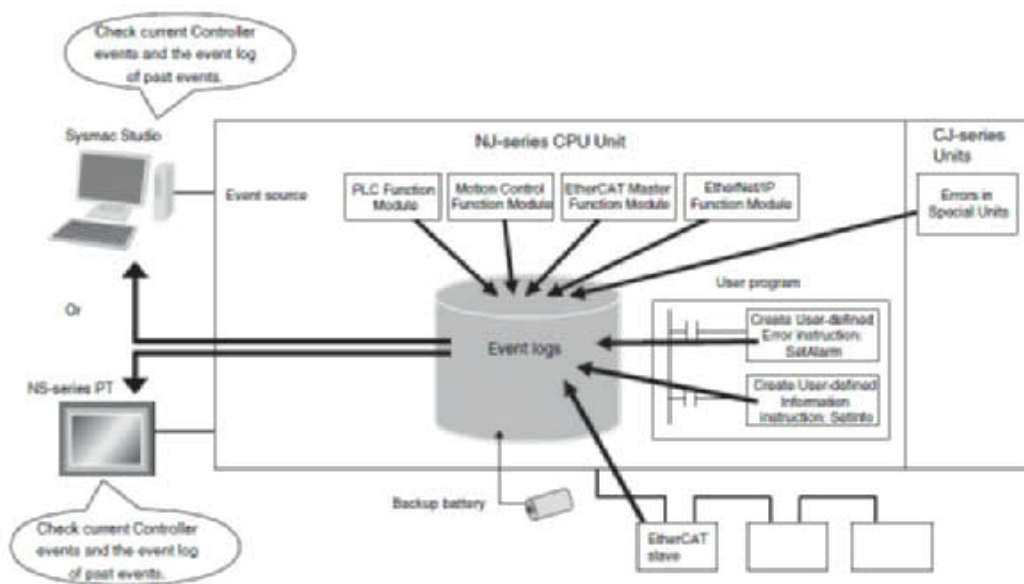 Check current Controller
events and the event log
of past events.
Sysmac Studio
NJ-series CPU Unit
CJ-series
Units
Event source
PLC Function
Module
Motion Control
Function Module
EtherCAT Master
Function Module
EtherNet/IP
Function Module
Errors in
Special Units
User program
Or
Event logs
Create User-defined
Error instruction:
SetAlarm
NS-series PT
Create User-defined
Information
instruction: SetInfo
Backup battery
Check current Controller
events and the event log
of past events.
EtherCAT
slave